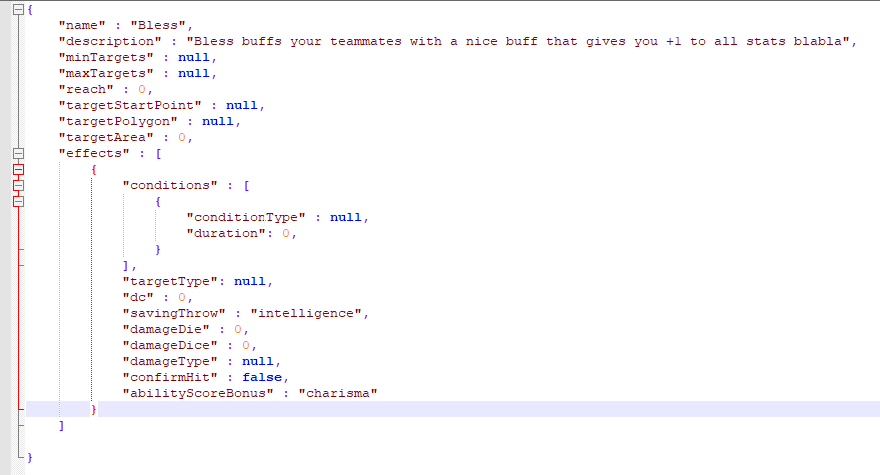 {
    "name" : "Bless",
    "description" : "Bless buffs your teammates with a nice buff that gives you +1 to all stats blabla",
    "minTargets" : null,
    "maxTargets" : null,
    "reach" : 0,
    "targetStartPoint" : null,
    "targetPolygon" : null,
    "targetArea" : 0,
    "effects" : [
        {
            "conditions" : [
                {
                    "conditionType" : null,
                    "duration": 0,
                }
            ],
            "targetType": null,
            "dc" : 0,
            "savingThrow" : "intelligence",
            "damageDie" : 0,
            "damageDice" : 0,
            "damageType" : null,
            "confirmHit" : false,
            "abilityScoreBonus" : "charisma"
        }
    ]

}